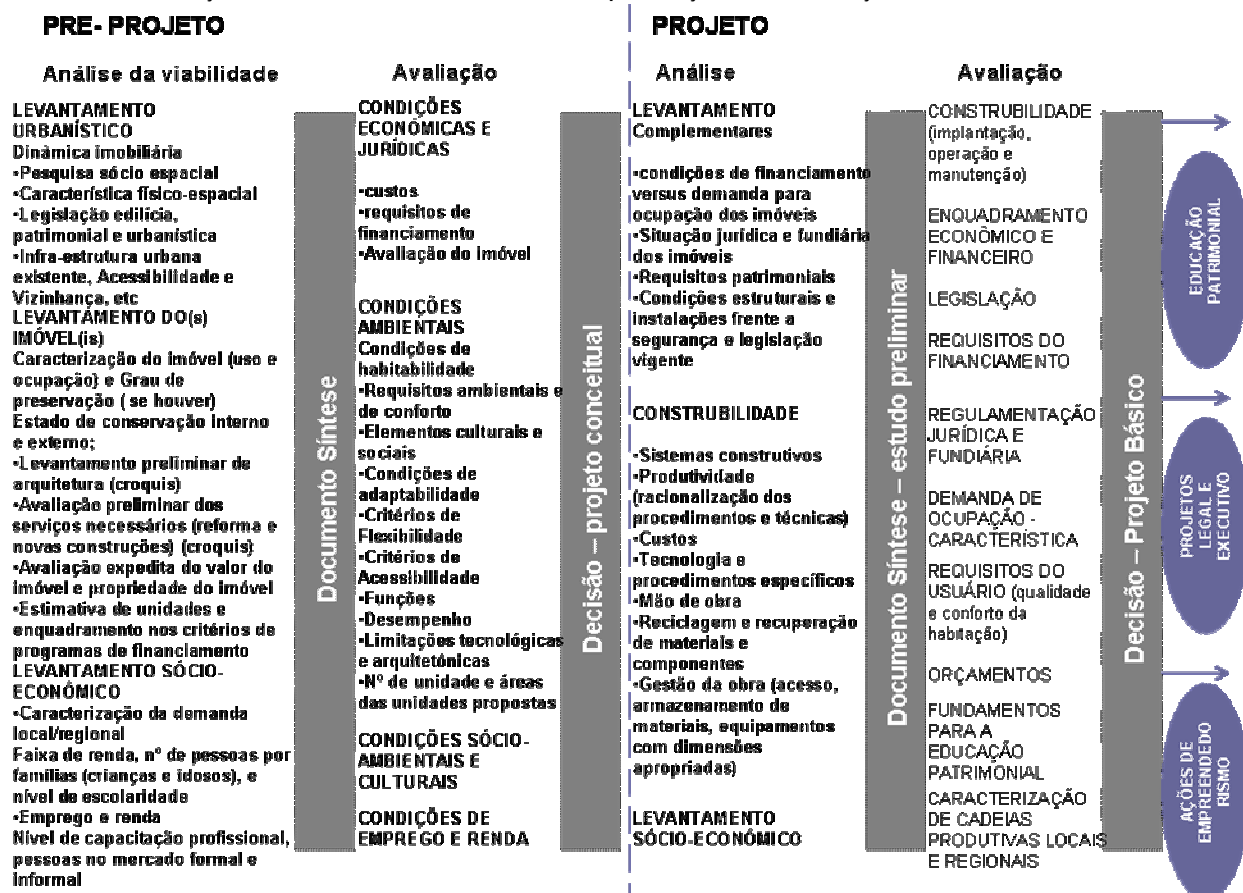 PRE- PROJETO
Análise da viabilidade
LEVANTAMENTO
URBANÍSTICO
Dinâmica imobiliária
•Pesquisa sócio espacial
•Característica físico-espacial
•Legislação edilícia,
patrimonial e urbanística
•Infra-estrutura urbana
existente, Acessibilidade e
Vizinhança, etc
LEVANTAMENTO DO(s)
IMÓVEL(is)
Caracterização do imóvel (uso e
ocupação) e Grau de
preservação ( se houver)
Estado de conservação interno
e externo;
•Levantamento preliminar de
arquitetura (croquis)
•Avaliação preliminar dos
serviços necessários (reforma e
novas construções) (croquis)
•Avaliação expedita do valor do
imóvel e propriedade do imóvel
•Estimativa de unidades e
enquadramento nos critérios de
programas de financiamento
LEVANTAMENTO SÓCIO-
ECONÔMICO
•Caracterização da demanda
local/regional
Faixa de renda, nº de pessoas por
famílias (crianças e idosos), e
nível de escolaridade
•Emprego e renda
Nível de capacitação profissional,
pessoas no mercado formal e
informal
Documento Síntese
Avaliação
CONDIÇÕES
ECONÔMICAS E
JURÍDICAS
•custos
•requisitos de
financiamento
•Avaliação do Imóvel
CONDIÇÕES
AMBIENTAIS
Condições de
habitabilidade
•Requisitos ambientais e
de conforto
•Elementos culturais e
sociais
•Condições de
adaptabilidade
•Critérios de
Flexibilidade
•Critérios de
Acessibilidade
•Funções
•Desempenho
•Limitações tecnológicas
e arquitetônicas
•Nº de unidade e áreas
das unidades propostas
CONDIÇÕES SÓCIO-
AMBIENTAIS E
CULTURAIS
CONDIÇÕES DE
EMPREGO E RENDA
Decisão – projeto conceitual
PROJETO
Análise
LEVANTAMENTO
Complementares
•condições de financiamento
versus demanda para
ocupação dos imóveis
•Situação jurídica e fundiária
dos imóveis
•Requisitos patrimoniais
•Condições estruturais e
instalações frente a
segurança e legislação
vigente
CONSTRUBILIDADE
•Sistemas construtivos
•Produtividade
(racionalização dos
procedimentos e técnicas)
•Custos
•Tecnologia e
procedimentos específicos
•Mão de obra
•Reciclagem e recuperação
de materiais e
componentes
•Gestão da obra (acesso,
armazenamento de
materiais, equipamentos
com dimensões
apropriadas)
LEVANTAMENTO
SÓCIO-ECONÔMICO
Documento Síntese – estudo preliminar
Avaliação
CONSTRUBILIDADE
(implantação,
operação e
manutenção)
ENQUADRAMENTO
ECONÔMICO E
FINANCEIRO
LEGISLAÇÃO
REQUISITOS DO
FINANCIAMENTO
REGULAMENTAÇÃO
JURÍDICA E
FUNDIÁRIA
DEMANDA DE
OCUPAÇÃO -
CARACTERÍSTICA
REQUISITOS DO
USUÁRIO (qualidade
e conforto da
habitação)
ORÇAMENTOS
FUNDAMENTOS
PARA A
EDUCAÇÃO
PATRIMONIAL
CARACTERIZAÇÃO
DE CADEIAS
PRODUTIVAS LOCAIS
E REGIONAIS
Decisão – Projeto Básico
EDUCAÇÃO
PATRIMONIAL
PROJETOS
LEGAL E
EXECUTIVO
AÇÕES DE
EMPREENDEDO
RISMO